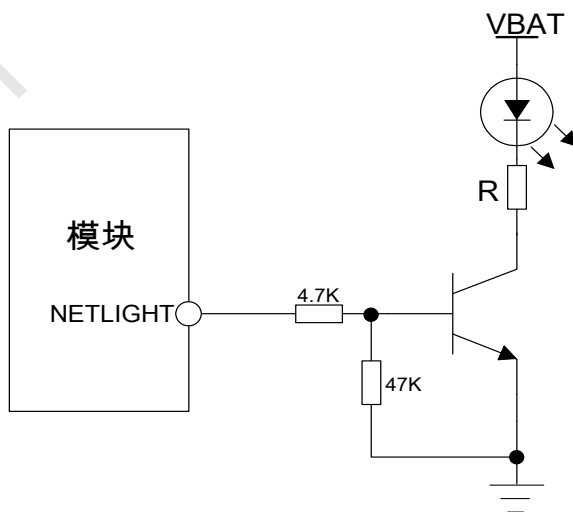 VBAT
R
模块
4.7K
NETLIGHT
47K